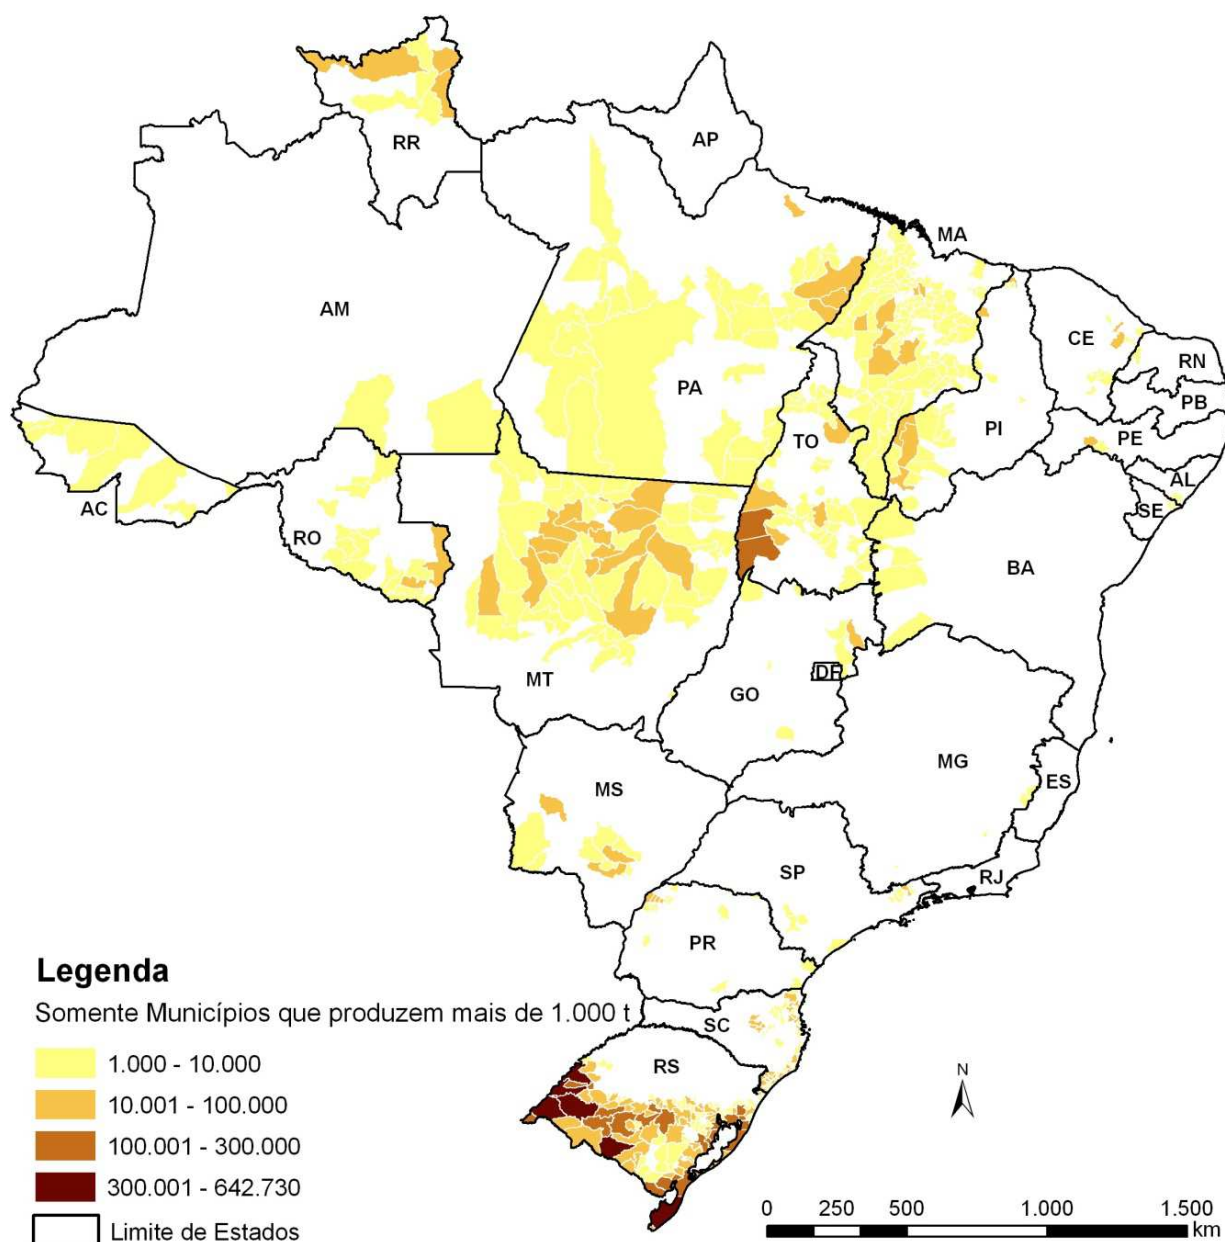 RR
AP
MA
AM
PA
CE
RN
PB
PI
PE
TO
AL
SE
AC
RO
BA
MT
DF
GO
MG
ES
MS
SP
RJ
PR
SC
RS
Legenda
Somente Municípios que produzem mais de 1.000 t
1.000 - 10.000
10.001 - 100.000
100.001 - 300.000
300.001 - 642.730
Limite de Estados
N
0 250 500 1.000 1.500
km